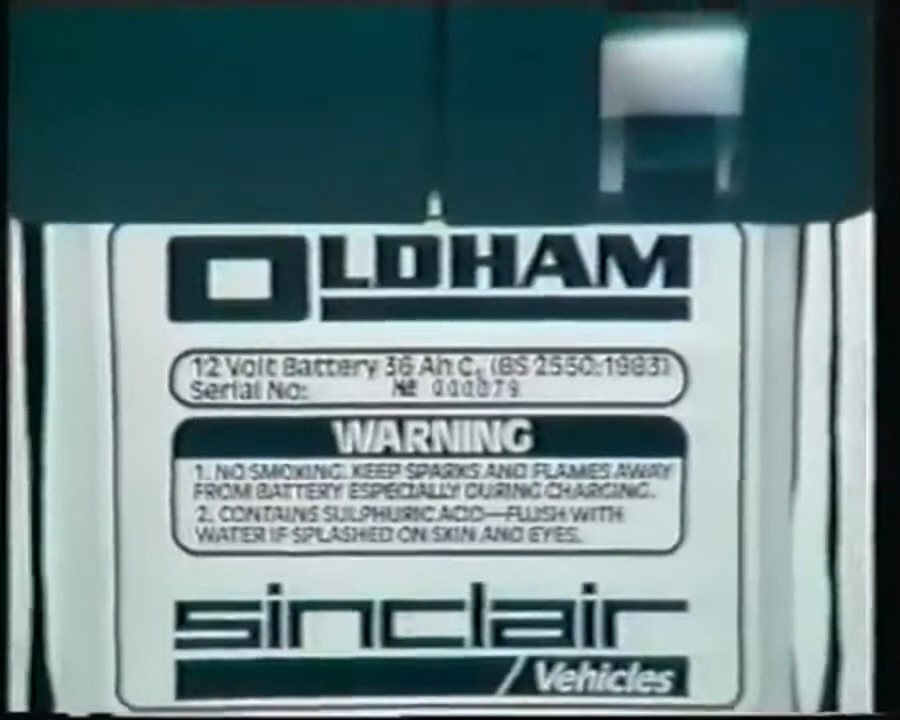 OLDHAM
12 Volt Battery 36 Ah C₅ (BS 2550:1983)
Serial No: Nº 000079
WARNING
1. NO SMOKING. KEEP SPARKS AND FLAMES AWAY
FROM BATTERY ESPECIALLY DURING CHARGING.
2. CONTAINS SULPHURIC ACID—FLUSH WITH
WATER IF SPLASHED ON SKIN AND EYES.
sinclair
/Vehicles